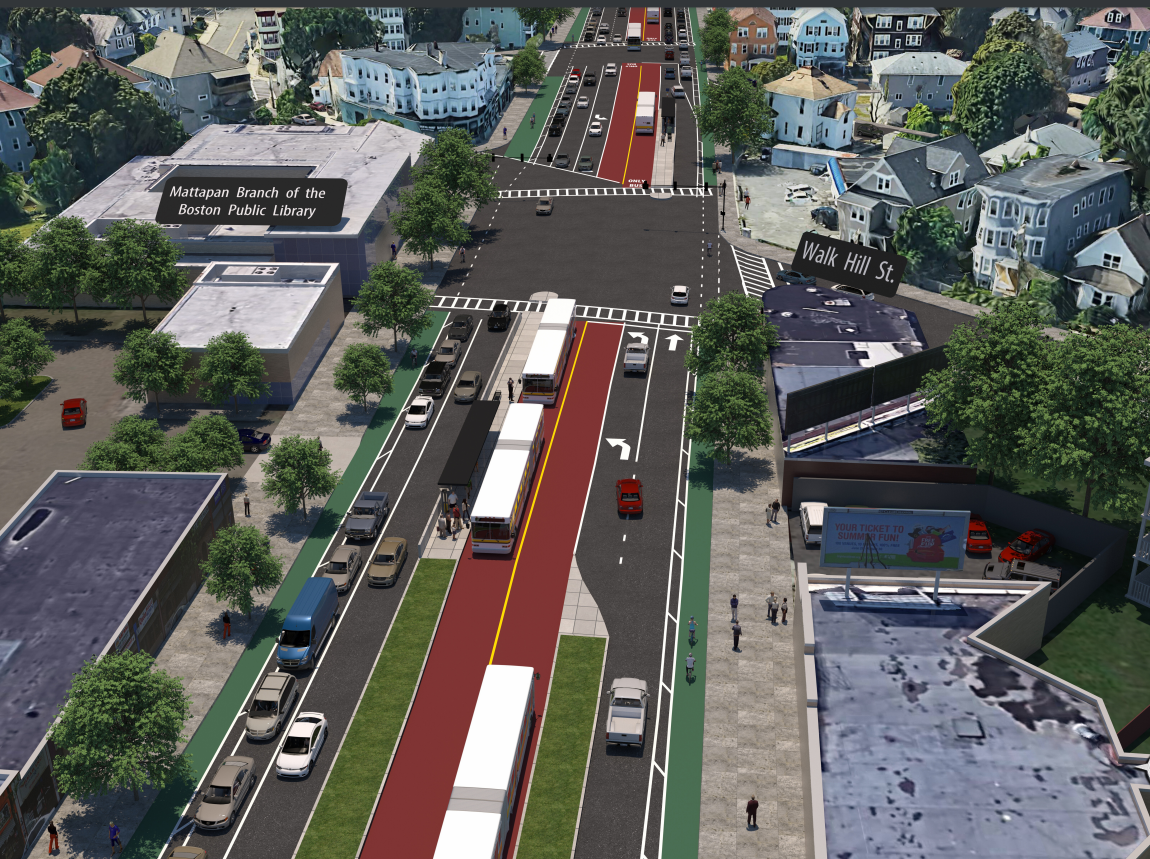 Mattapan Branch of the
Boston Public Library
ONLY
BUS
Walk Hill St.
YOUR TICKET TO
SUMMER FUN!